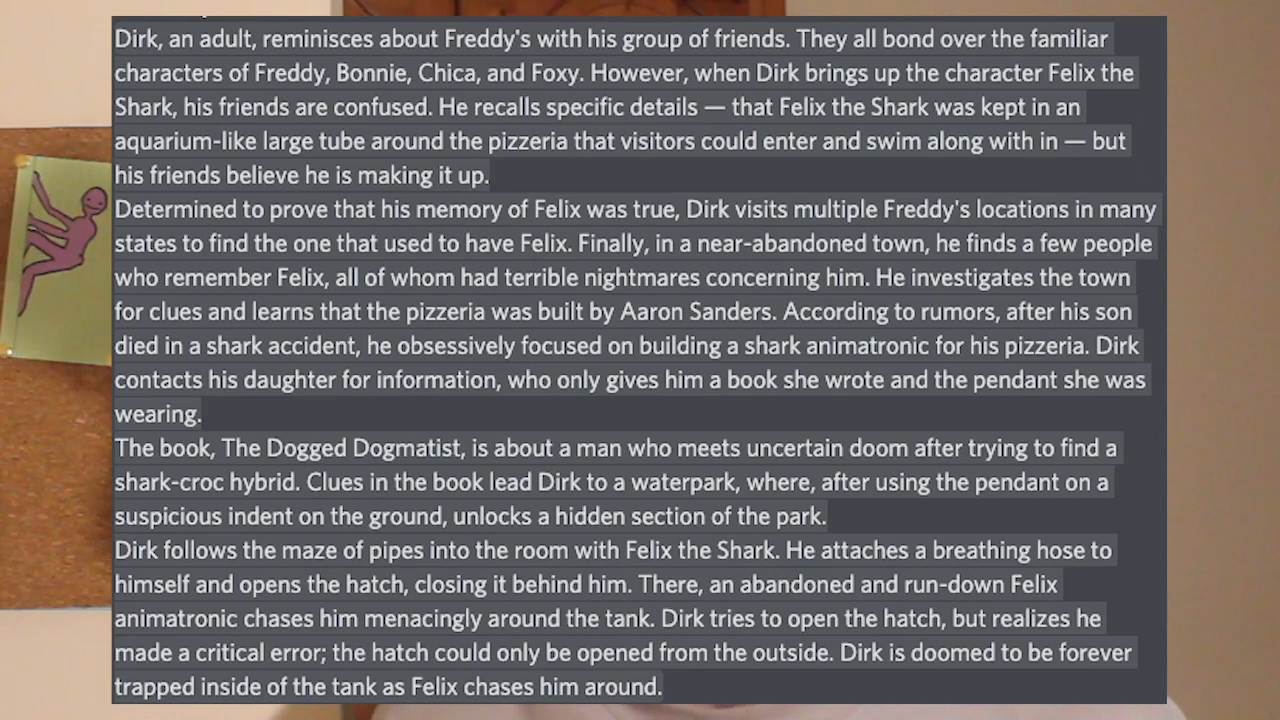 Dirk, an adult, reminisces about Freddy's with his group of friends. They all bond over the familiar
characters of Freddy, Bonnie, Chica, and Foxy. However, when Dirk brings up the character Felix the
Shark, his friends are confused. He recalls specific details — that Felix the Shark was kept in an
aquarium-like large tube around the pizzeria that visitors could enter and swim along with in — but
his friends believe he is making it up.
Determined to prove that his memory of Felix was true, Dirk visits multiple Freddy's locations in many
states to find the one that used to have Felix. Finally, in a near-abandoned town, he finds a few people
who remember Felix, all of whom had terrible nightmares concerning him. He investigates the town
for clues and learns that the pizzeria was built by Aaron Sanders. According to rumors, after his son
died in a shark accident, he obsessively focused on building a shark animatronic for his pizzeria. Dirk
contacts his daughter for information, who only gives him a book she wrote and the pendant she was
wearing.
The book, The Dogged Dogmatist, is about a man who meets uncertain doom after trying to find a
shark-croc hybrid. Clues in the book lead Dirk to a waterpark, where, after using the pendant on a
suspicious indent on the ground, unlocks a hidden section of the park.
Dirk follows the maze of pipes into the room with Felix the Shark. He attaches a breathing hose to
himself and opens the hatch, closing it behind him. There, an abandoned and run-down Felix
animatronic chases him menacingly around the tank. Dirk tries to open the hatch, but realizes he
made a critical error; the hatch could only be opened from the outside. Dirk is doomed to be forever
trapped inside of the tank as Felix chases him around.